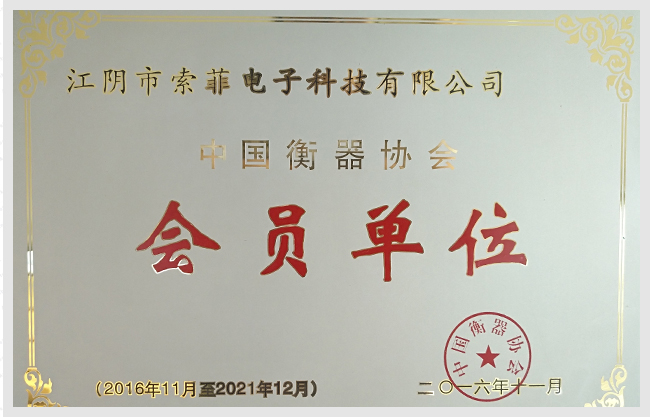 江阴市索菲电子科技有限公司
中国衡器协会
会员单位
中国衡器协会
（2016年11月至2021年12月）
二〇一六年十一月